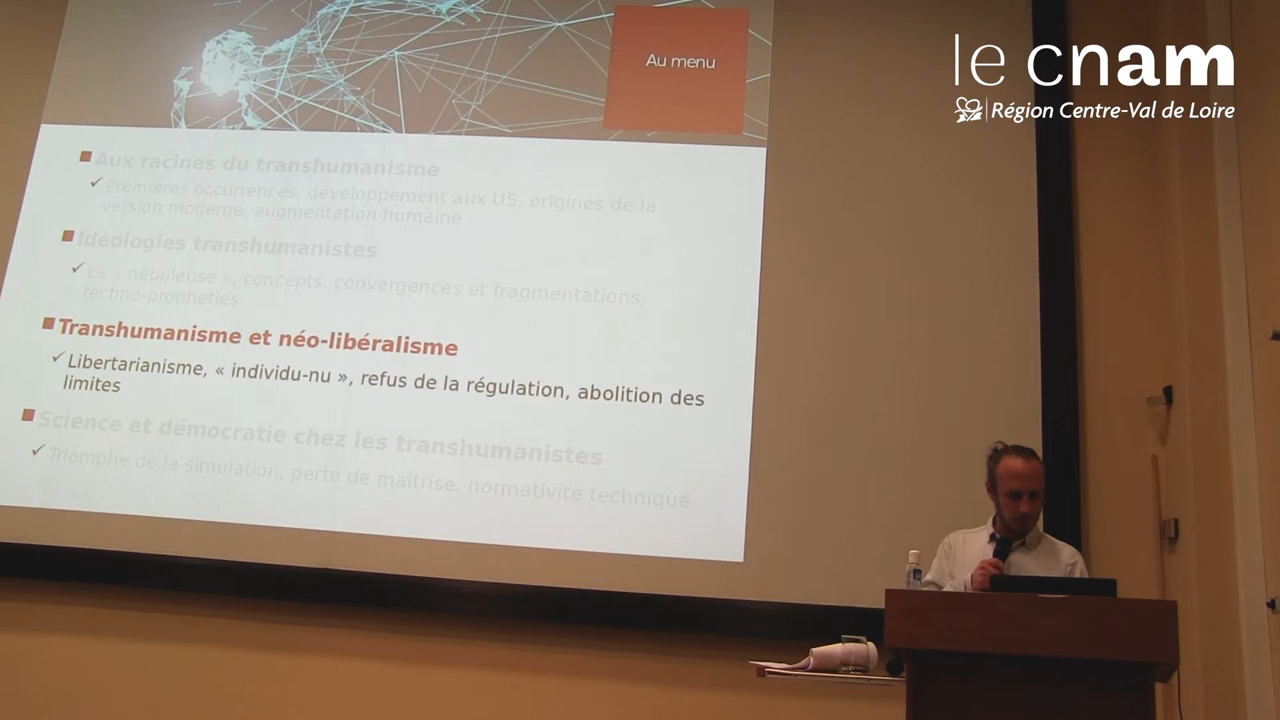 le cnam
Région Centre-Val de Loire
Au menu
Aux racines du transhumanisme
Premières occurrences, développement aux US, origines de la
version moderne, augmentation humaine
Idéologies transhumanistes
La « nébuleuse », concepts, convergences et fragmentations,
techno-prophéties
Transhumanisme et néo-libéralisme
Libertarianisme, « individu-nu », refus de la régulation, abolition des
limites
Science et démocratie chez les transhumanistes
Triomphe de la simulation, perte de maîtrise, normativité technique